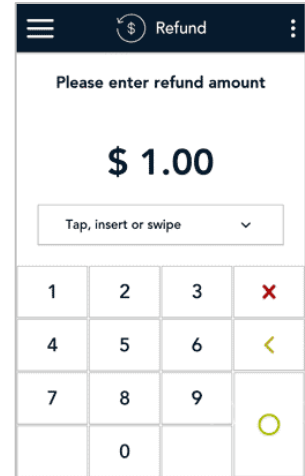 Refund
Please enter refund amount
$ 1.00
Tap, insert or swipe
1 2 3
4 5 6
7 8 9
0